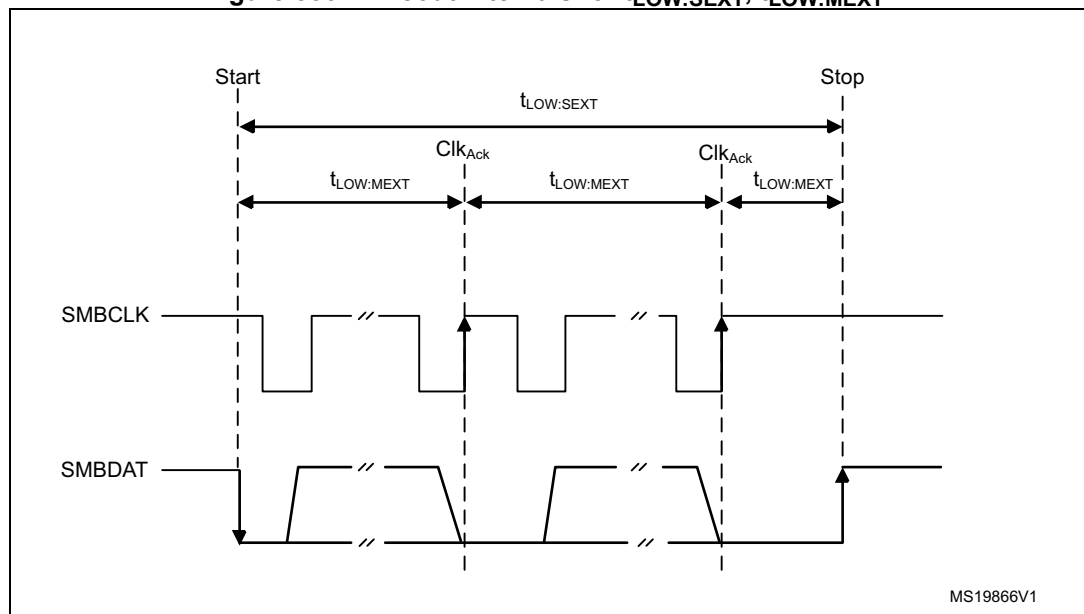 Start
Stop
tLOW:SEXT
ClkAck
ClkAck
tLOW:MEXT
tLOW:MEXT
tLOW:MEXT
SMBCLK
SMBDAT
MS19866V1